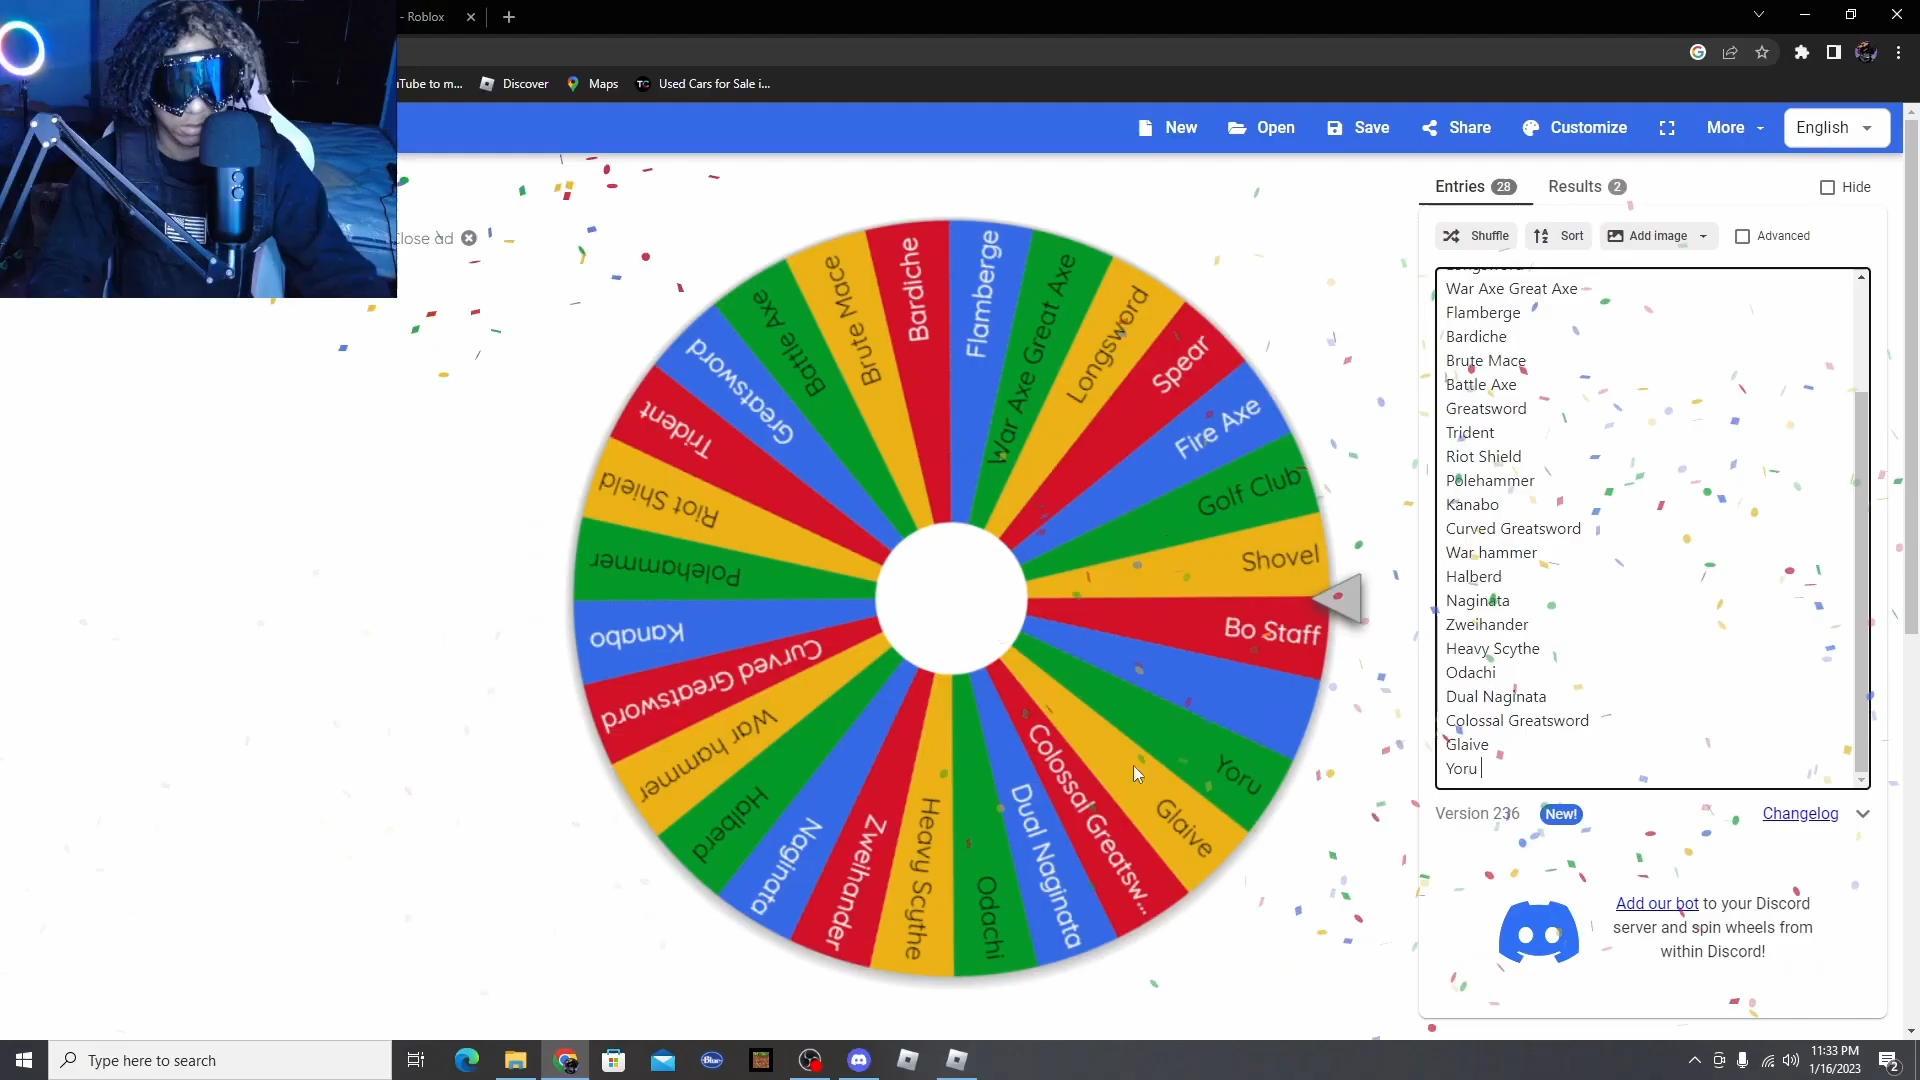 - Roblox
uTube to m...
Discover
Maps
TC
Used Cars for Sale i...
New
Open
Save
Share
Customize
More
English
Close ad
Entries 28
Results 2
Hide
Shuffle
Sort
Add image
Advanced
War Axe Great Axe
Flamberge
Bardiche
Brute Mace
Battle Axe
Greatsword
Trident
Riot Shield
Polehammer
Kanabo
Curved Greatsword
War hammer
Halberd
Naginata
Zweihander
Heavy Scythe
Odachi
Dual Naginata
Colossal Greatsword
Glaive
Yoru
Version 236
New!
Changelog
Add our bot to your Discord
server and spin wheels from
within Discord!
Flamberge
War Axe Great Axe
Longsword
Spear
Fire Axe
Golf Club
Shovel
Bo Staff
Yoru
Glaive
Colossal Greatsw...
Dual Naginata
Odachi
Heavy Scythe
Zweihander
Naginata
Halberd
War hammer
Curved Greatsword
Kanabo
Polehammer
Riot Shield
Trident
Greatsword
Battle Axe
Brute Mace
Bardiche
Type here to search
Blue
11:33 PM
1/16/2023
2